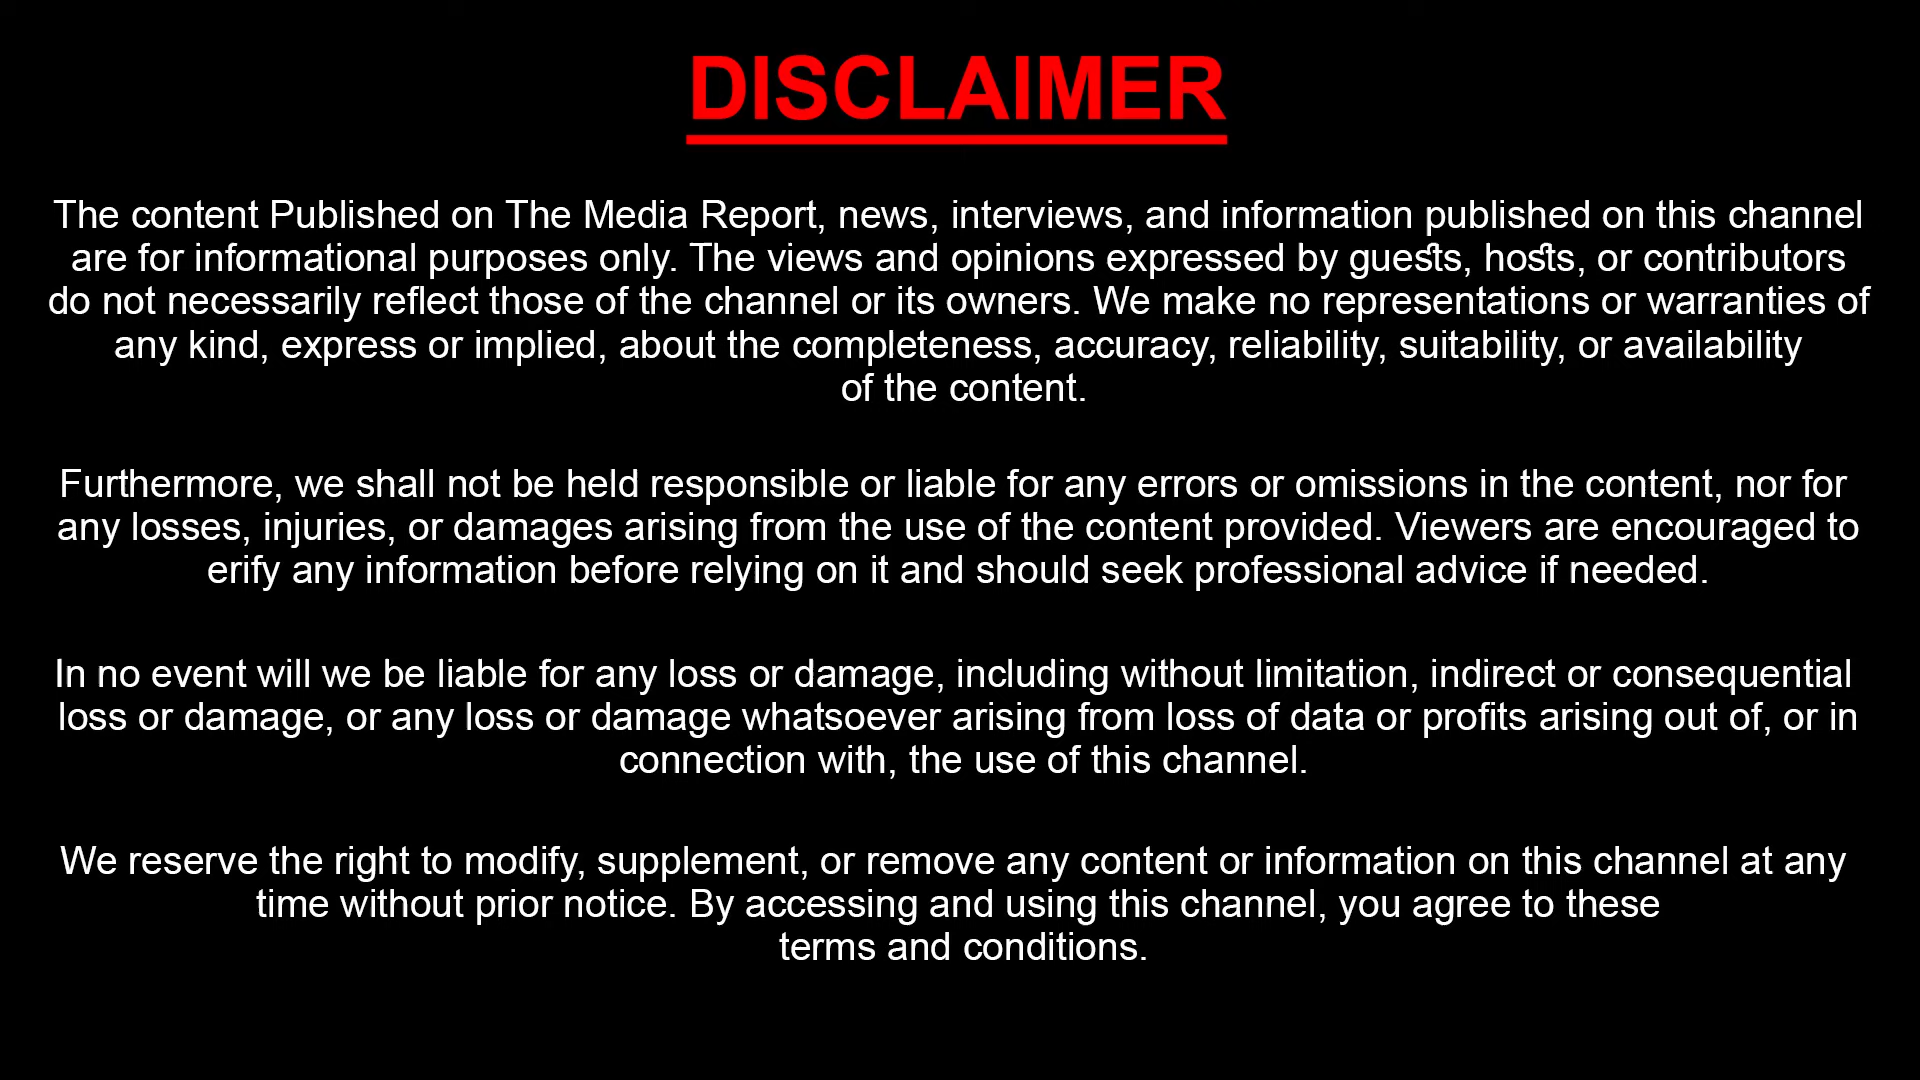 DISCLAIMER
The content Published on The Media Report, news, interviews, and information published on this channel
are for informational purposes only. The views and opinions expressed by guests, hosts, or contributors
do not necessarily reflect those of the channel or its owners. We make no representations or warranties of
any kind, express or implied, about the completeness, accuracy, reliability, suitability, or availability
of the content.
Furthermore, we shall not be held responsible or liable for any errors or omissions in the content, nor for
any losses, injuries, or damages arising from the use of the content provided. Viewers are encouraged to
erify any information before relying on it and should seek professional advice if needed.
In no event will we be liable for any loss or damage, including without limitation, indirect or consequential
loss or damage, or any loss or damage whatsoever arising from loss of data or profits arising out of, or in
connection with, the use of this channel.
We reserve the right to modify, supplement, or remove any content or information on this channel at any
time without prior notice. By accessing and using this channel, you agree to these
terms and conditions.